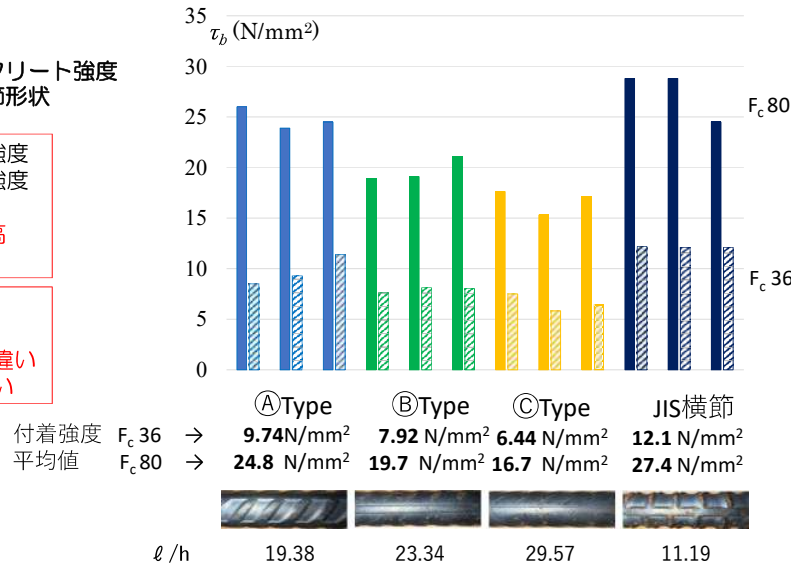 35
τb (N/mm²)
30
25
20
15
10
5
0
クリート強度
節形状
強度
強度
高
違い
い
Fc 80
Fc 36
ⒶType ⒷType ⒸType JIS横節
付着強度 Fc 36 → 9.74N/mm² 7.92 N/mm² 6.44 N/mm² 12.1 N/mm²
平均値 Fc 80 → 24.8 N/mm² 19.7 N/mm² 16.7 N/mm² 27.4 N/mm²
ℓ/h 19.38 23.34 29.57 11.19